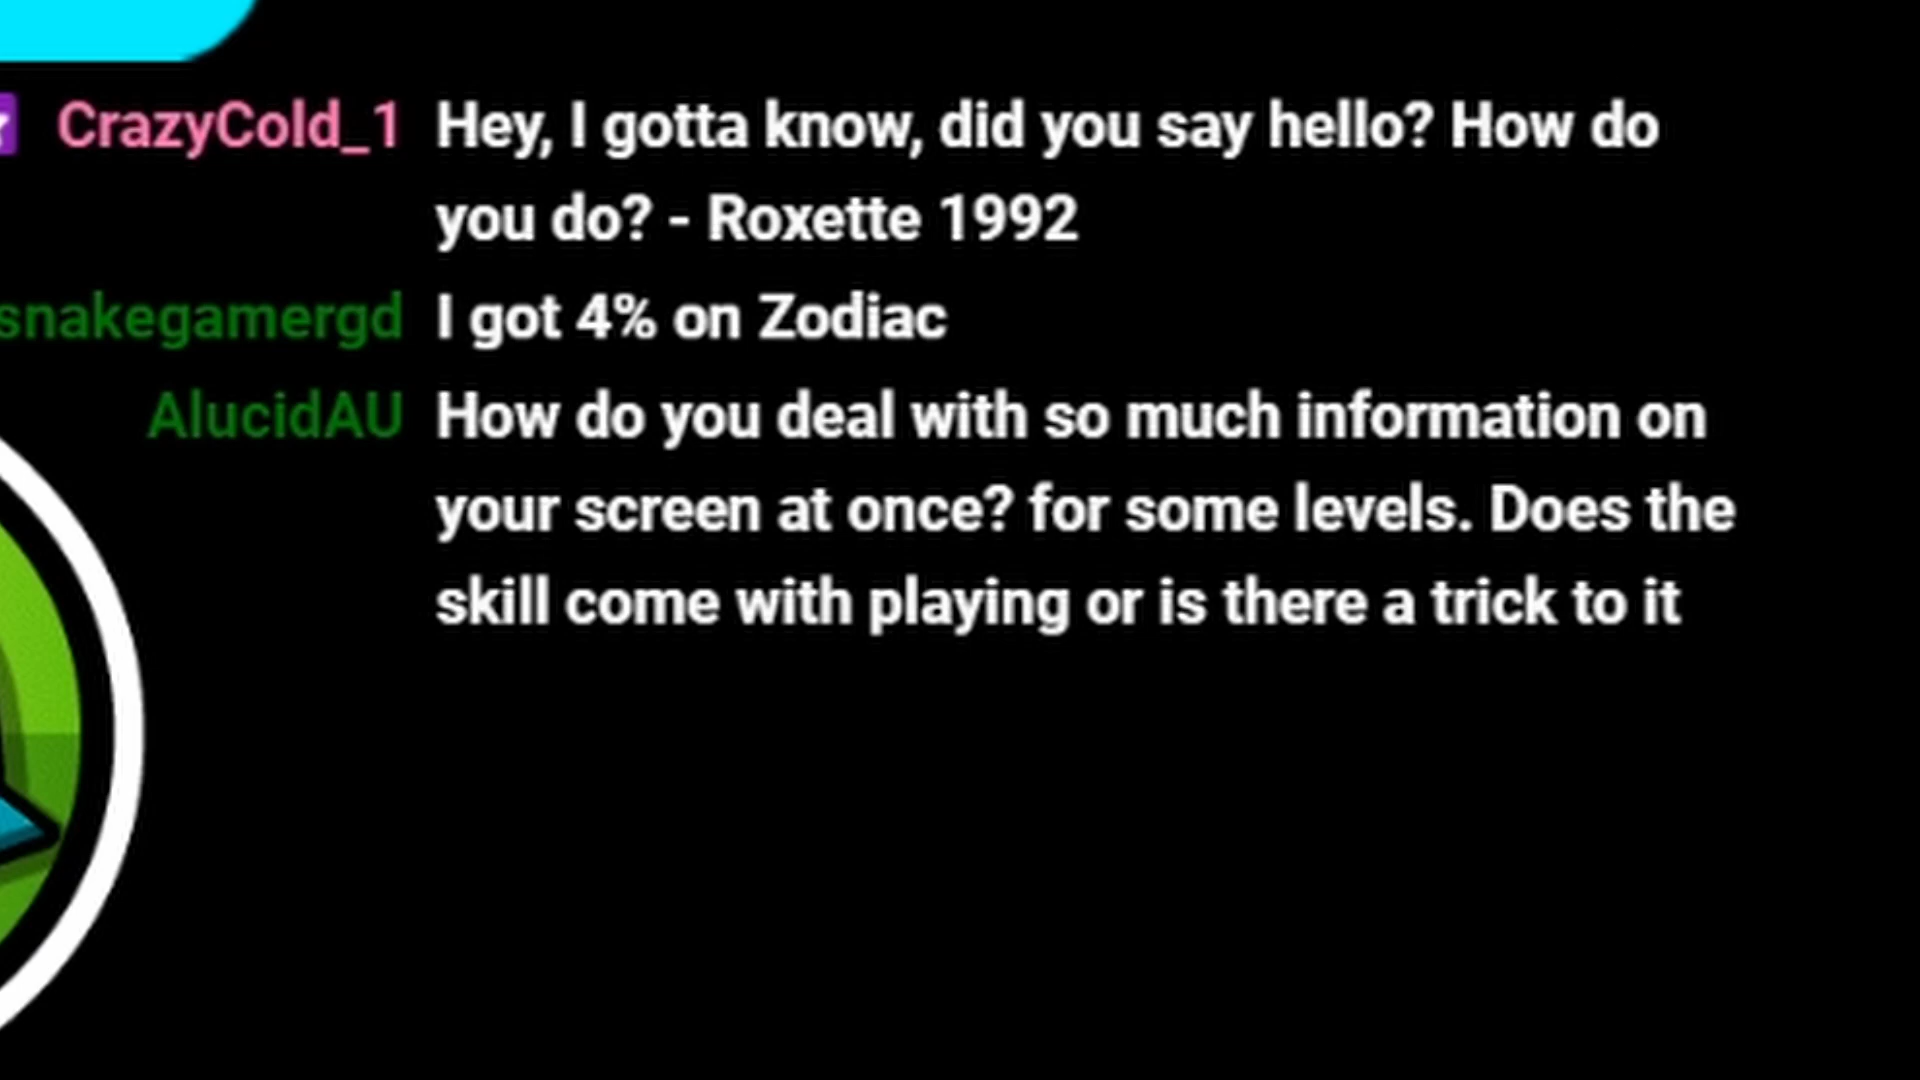 CrazyCold_1 Hey, I gotta know, did you say hello? How do
you do? - Roxette 1992
snakegamergd I got 4% on Zodiac
AlucidAU How do you deal with so much information on
your screen at once? for some levels. Does the
skill come with playing or is there a trick to it